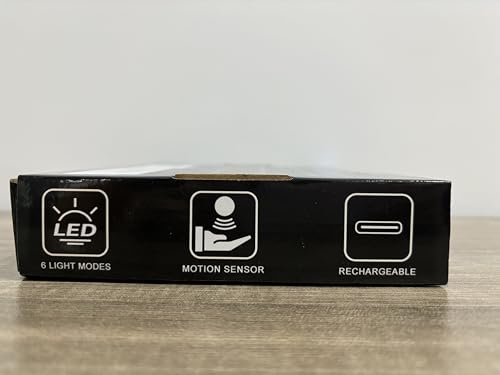 LED
6 LIGHT MODES
MOTION SENSOR
RECHARGEABLE